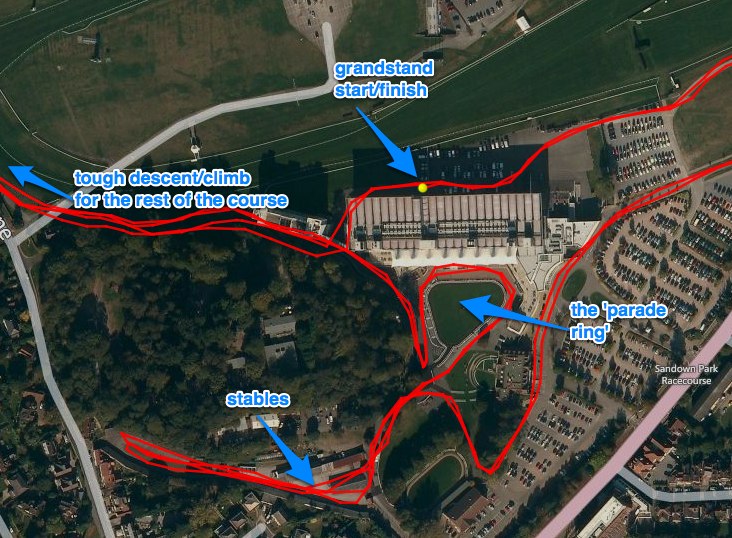 grandstand
start/finish
tough descent/climb
for the rest of the course
the 'parade
ring'
Sandown Park
Racecourse
stables